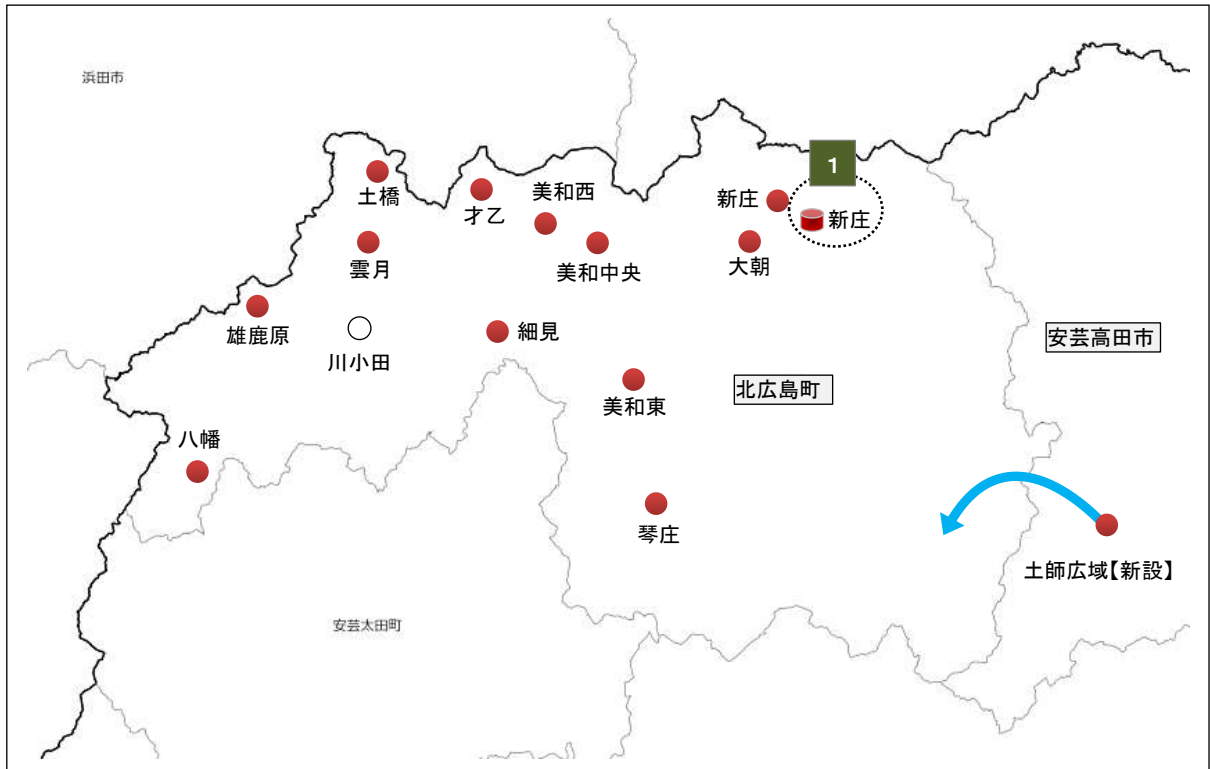 浜田市
1
土橋
才乙
美和西
新庄
新庄
雲月
美和中央
大朝
雄鹿原
川小田
細見
安芸高田市
美和東
北広島町
八幡
琴庄
土師広域【新設】
安芸太田町